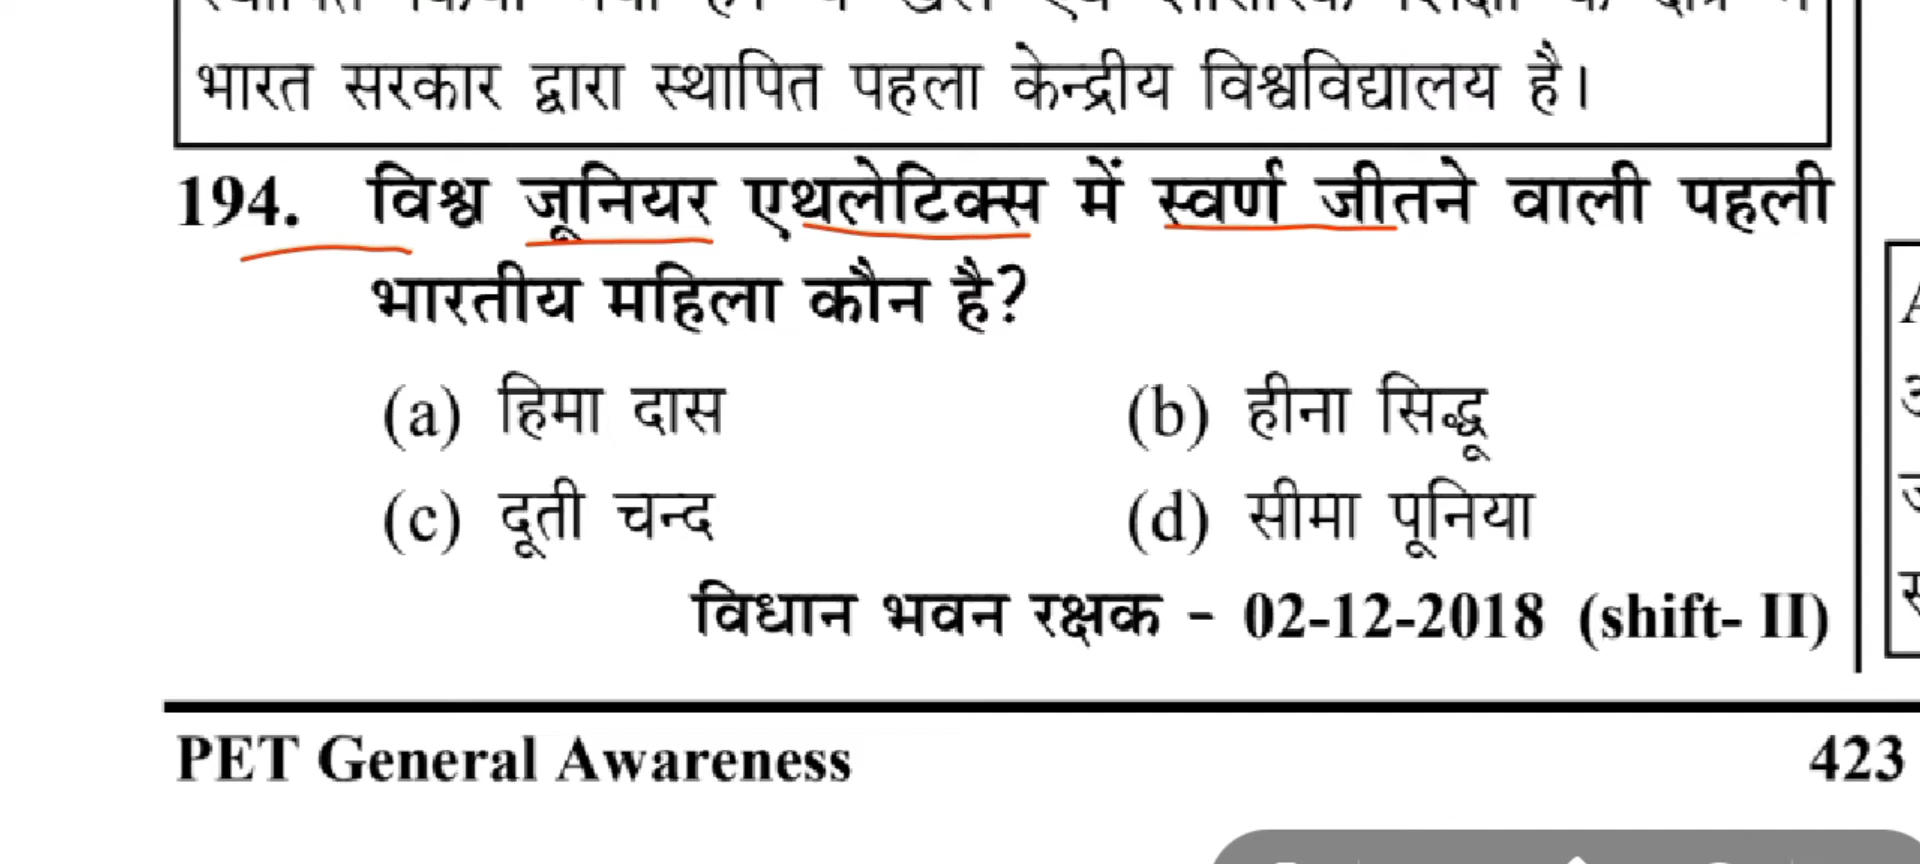 भारत सरकार द्वारा स्थापित पहला केन्द्रीय विश्वविद्यालय है।
194. विश्व जूनियर एथलेटिक्स में स्वर्ण जीतने वाली पहली
भारतीय महिला कौन है?
(a) हिमा दास (b) हीना सिद्धू
(c) दूती चन्द (d) सीमा पूनिया
विधान भवन रक्षक - 02-12-2018 (shift- II)
PET General Awareness 423